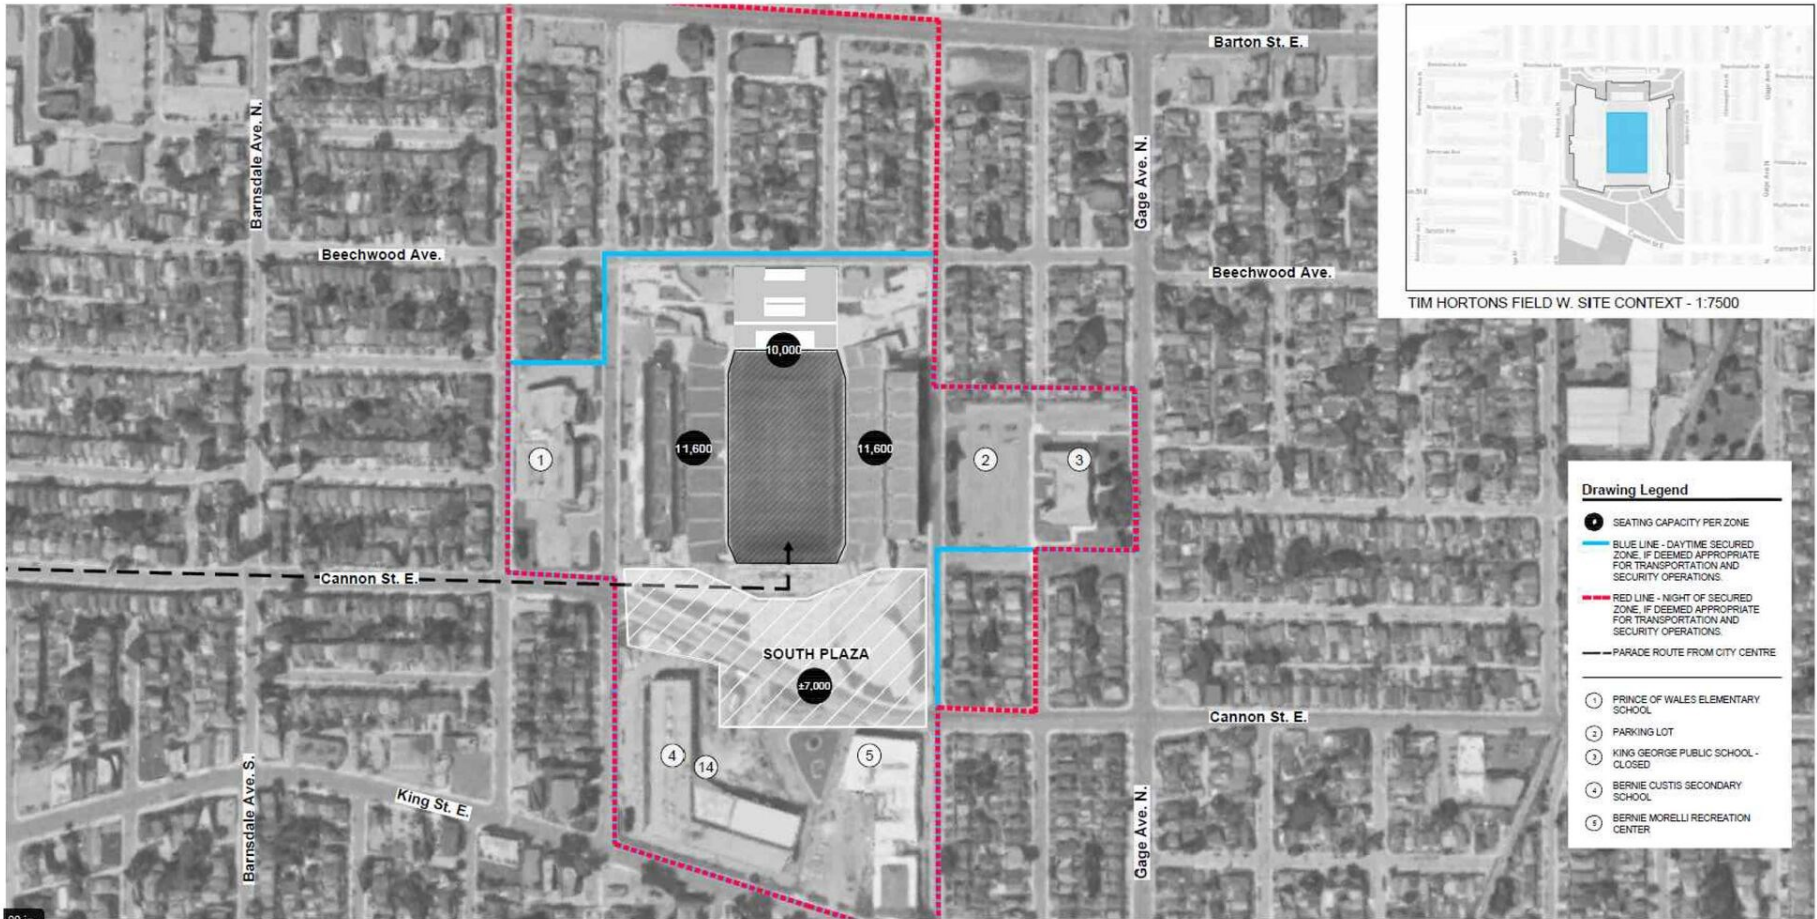 Barton St. E.
Barnsdale Ave. N.
Gage Ave. N.
Beechwood Ave.
Beechwood Ave.
TIM HORTONS FIELD W. SITE CONTEXT - 1:7500
10,000
11,600
11,600
1
2
3
Cannon St. E.
SOUTH PLAZA
±7,000
Cannon St. E.
4
14
5
King St. E.
Barnsdale Ave. S.
Gage Ave. N.
Drawing Legend
SEATING CAPACITY PER ZONE
BLUE LINE - DAYTIME SECURED
ZONE, IF DEEMED APPROPRIATE
FOR TRANSPORTATION AND
SECURITY OPERATIONS.
RED LINE - NIGHT OF SECURED
ZONE, IF DEEMED APPROPRIATE
FOR TRANSPORTATION AND
SECURITY OPERATIONS.
PARADE ROUTE FROM CITY CENTRE
1 PRINCE OF WALES ELEMENTARY
SCHOOL
2 PARKING LOT
3 KING GEORGE PUBLIC SCHOOL -
CLOSED
4 BERNIE CUSTIS SECONDARY
SCHOOL
5 BERNIE MORELLI RECREATION
CENTER